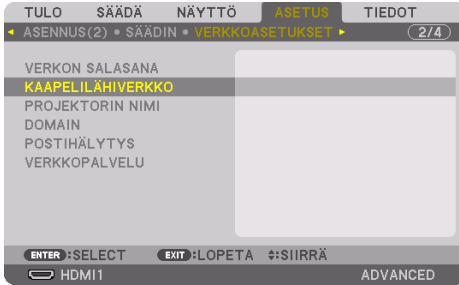 TULO SÄÄDÄ NÄYTTÖ ASETUS TIEDOT
ASENNUS(2) • SÄÄDIN • VERKKOASETUKSET 2/4
VERKON SALASANA
KAAPELILÄHIVERKKO
PROJEKTORIN NIMI
DOMAIN
POSTIHÄLYTYS
VERKKOPALVELU
ENTER :SELECT EXIT :LOPETA :SIIRRÄ
HDMI1 ADVANCED